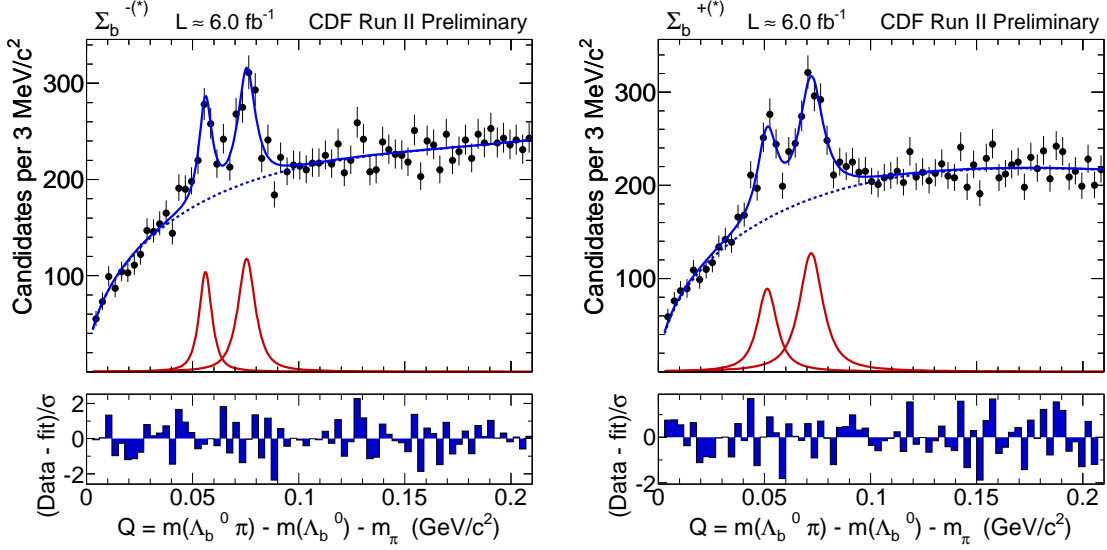 Σb-(*) L ≈ 6.0 fb-1 CDF Run II Preliminary
Candidates per 3 MeV/c2
300
200
100
(Data - fit)/σ
2
0
-2
0 0.05 0.1 0.15 0.2
Q = m(Λb0 π) - m(Λb0) - mπ (GeV/c2)
Σb+(*) L ≈ 6.0 fb-1 CDF Run II Preliminary
Candidates per 3 MeV/c2
300
200
100
(Data - fit)/σ
0
-2
0 0.05 0.1 0.15 0.2
Q = m(Λb0 π) - m(Λb0) - mπ (GeV/c2)